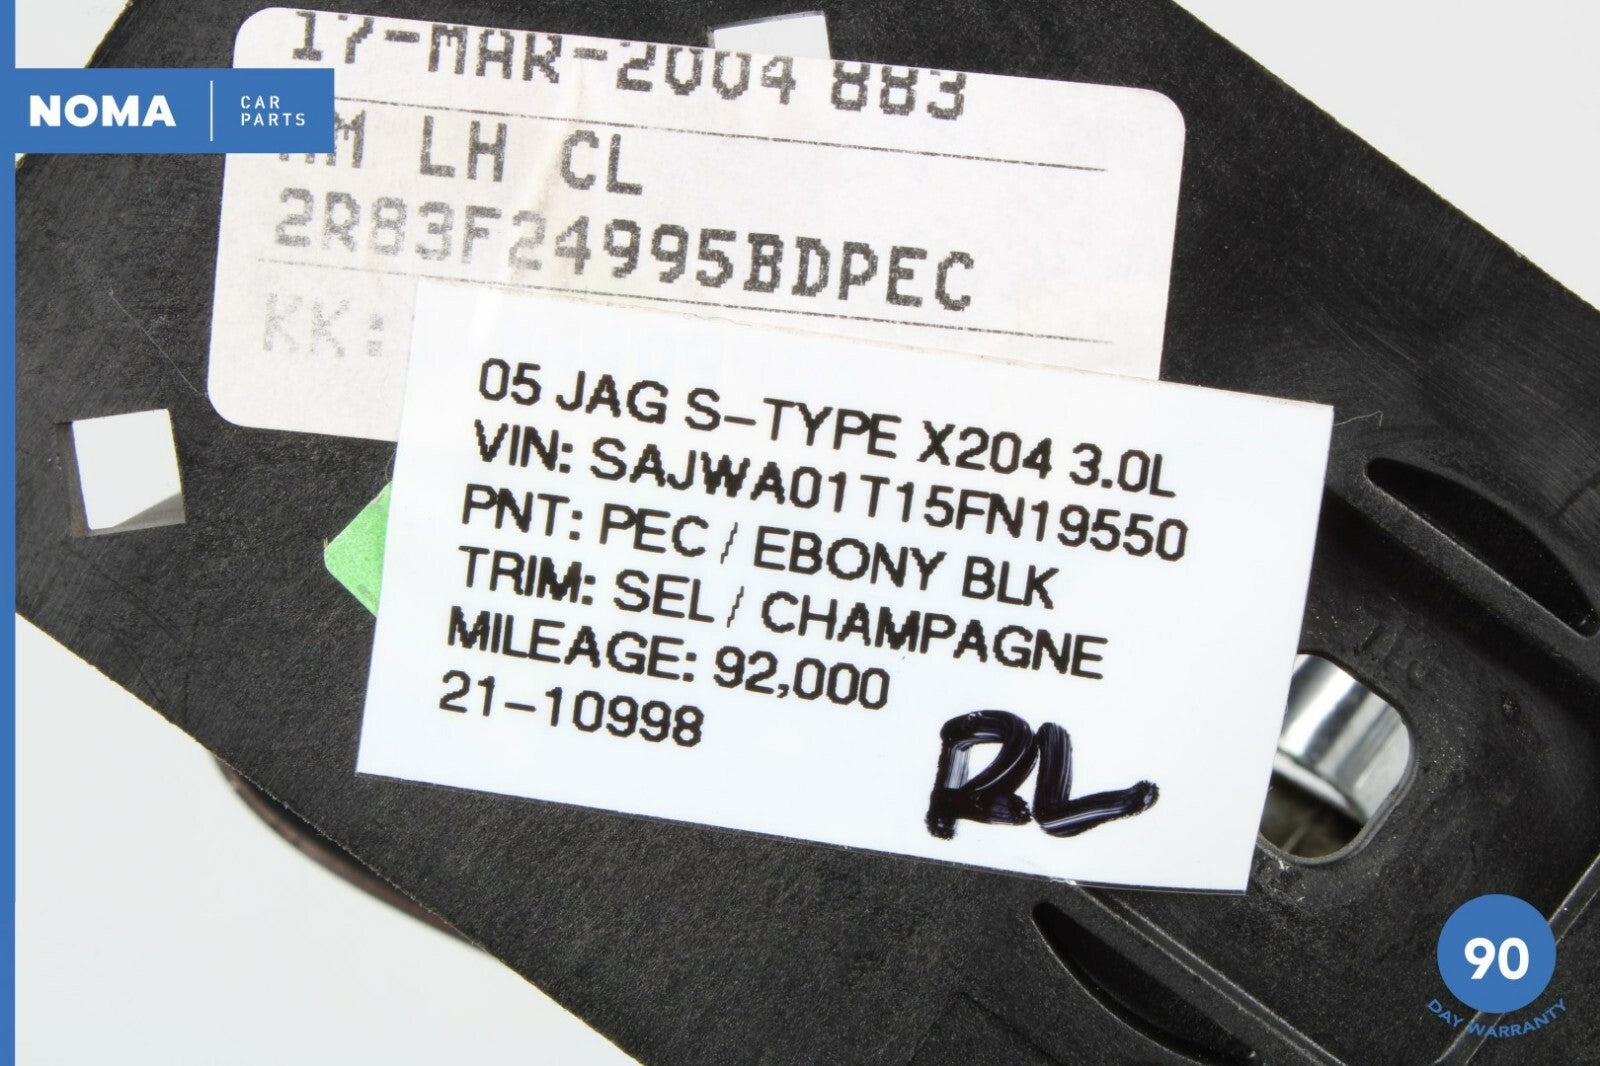 17-MAR-2004 883
NOMA
CAR
PARTS
LH CL
2R83F24995BDPEC
KK:
05 JAG S-TYPE X204 3.0L
VIN: SAJWA01T15FN19550
PNT: PEC / EBONY BLK
TRIM: SEL / CHAMPAGNE
MILEAGE: 92,000
21-10998
RL
90
DAY WARRANTY